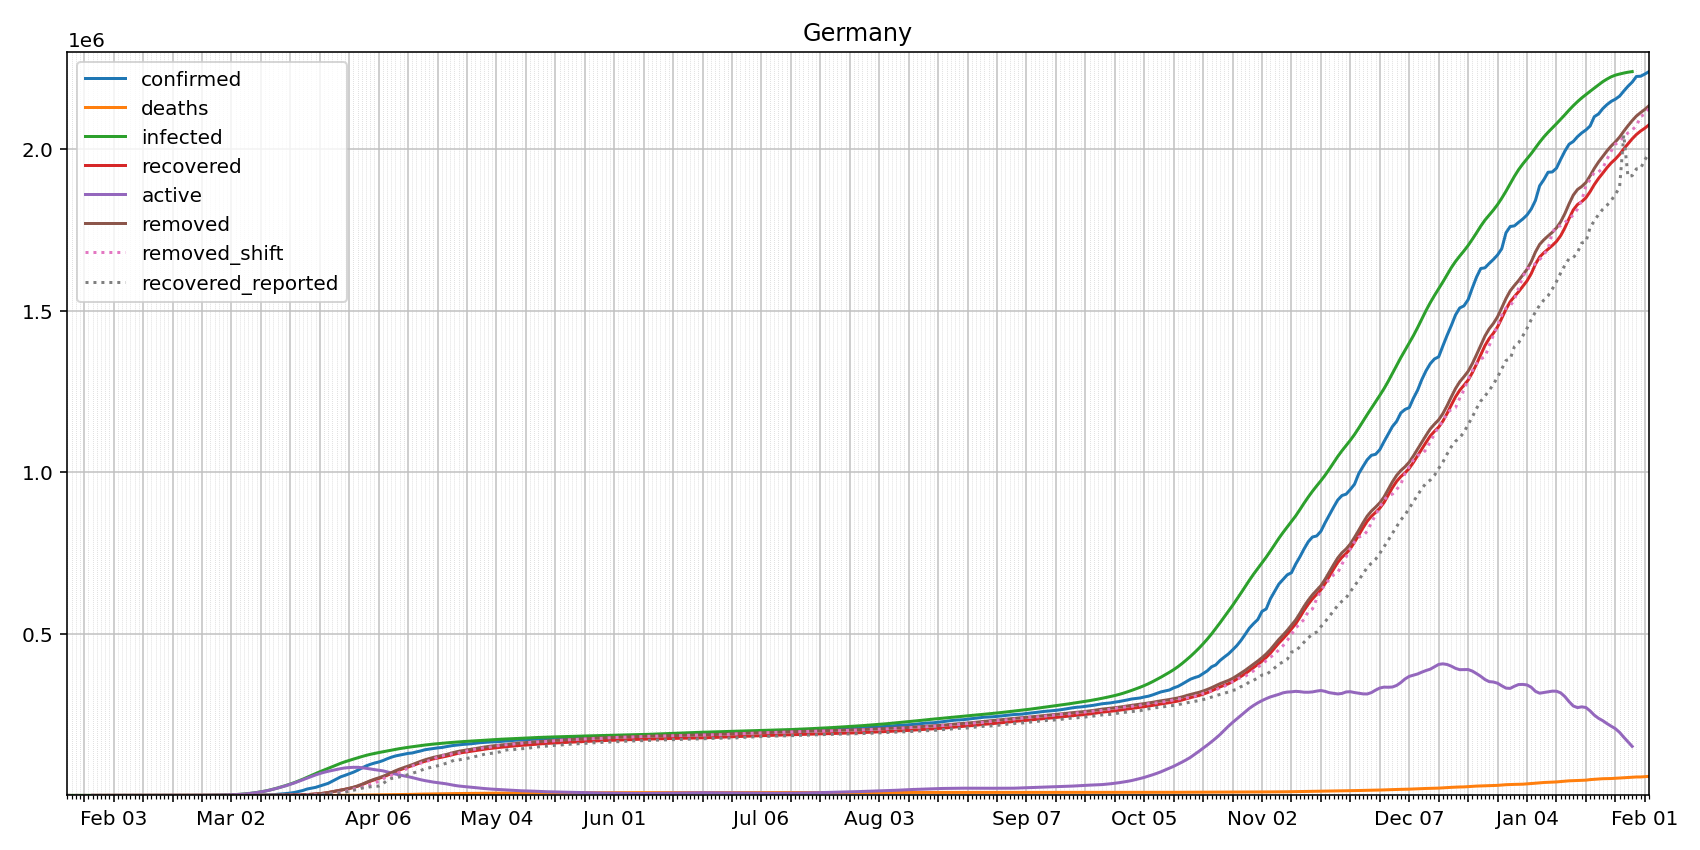 Germany
1e6
confirmed
deaths
infected
recovered
active
removed
removed_shift
recovered_reported
2.0
1.5
1.0
0.5
Feb 03 Mar 02 Apr 06 May 04 Jun 01 Jul 06 Aug 03 Sep 07 Oct 05 Nov 02 Dec 07 Jan 04 Feb 01